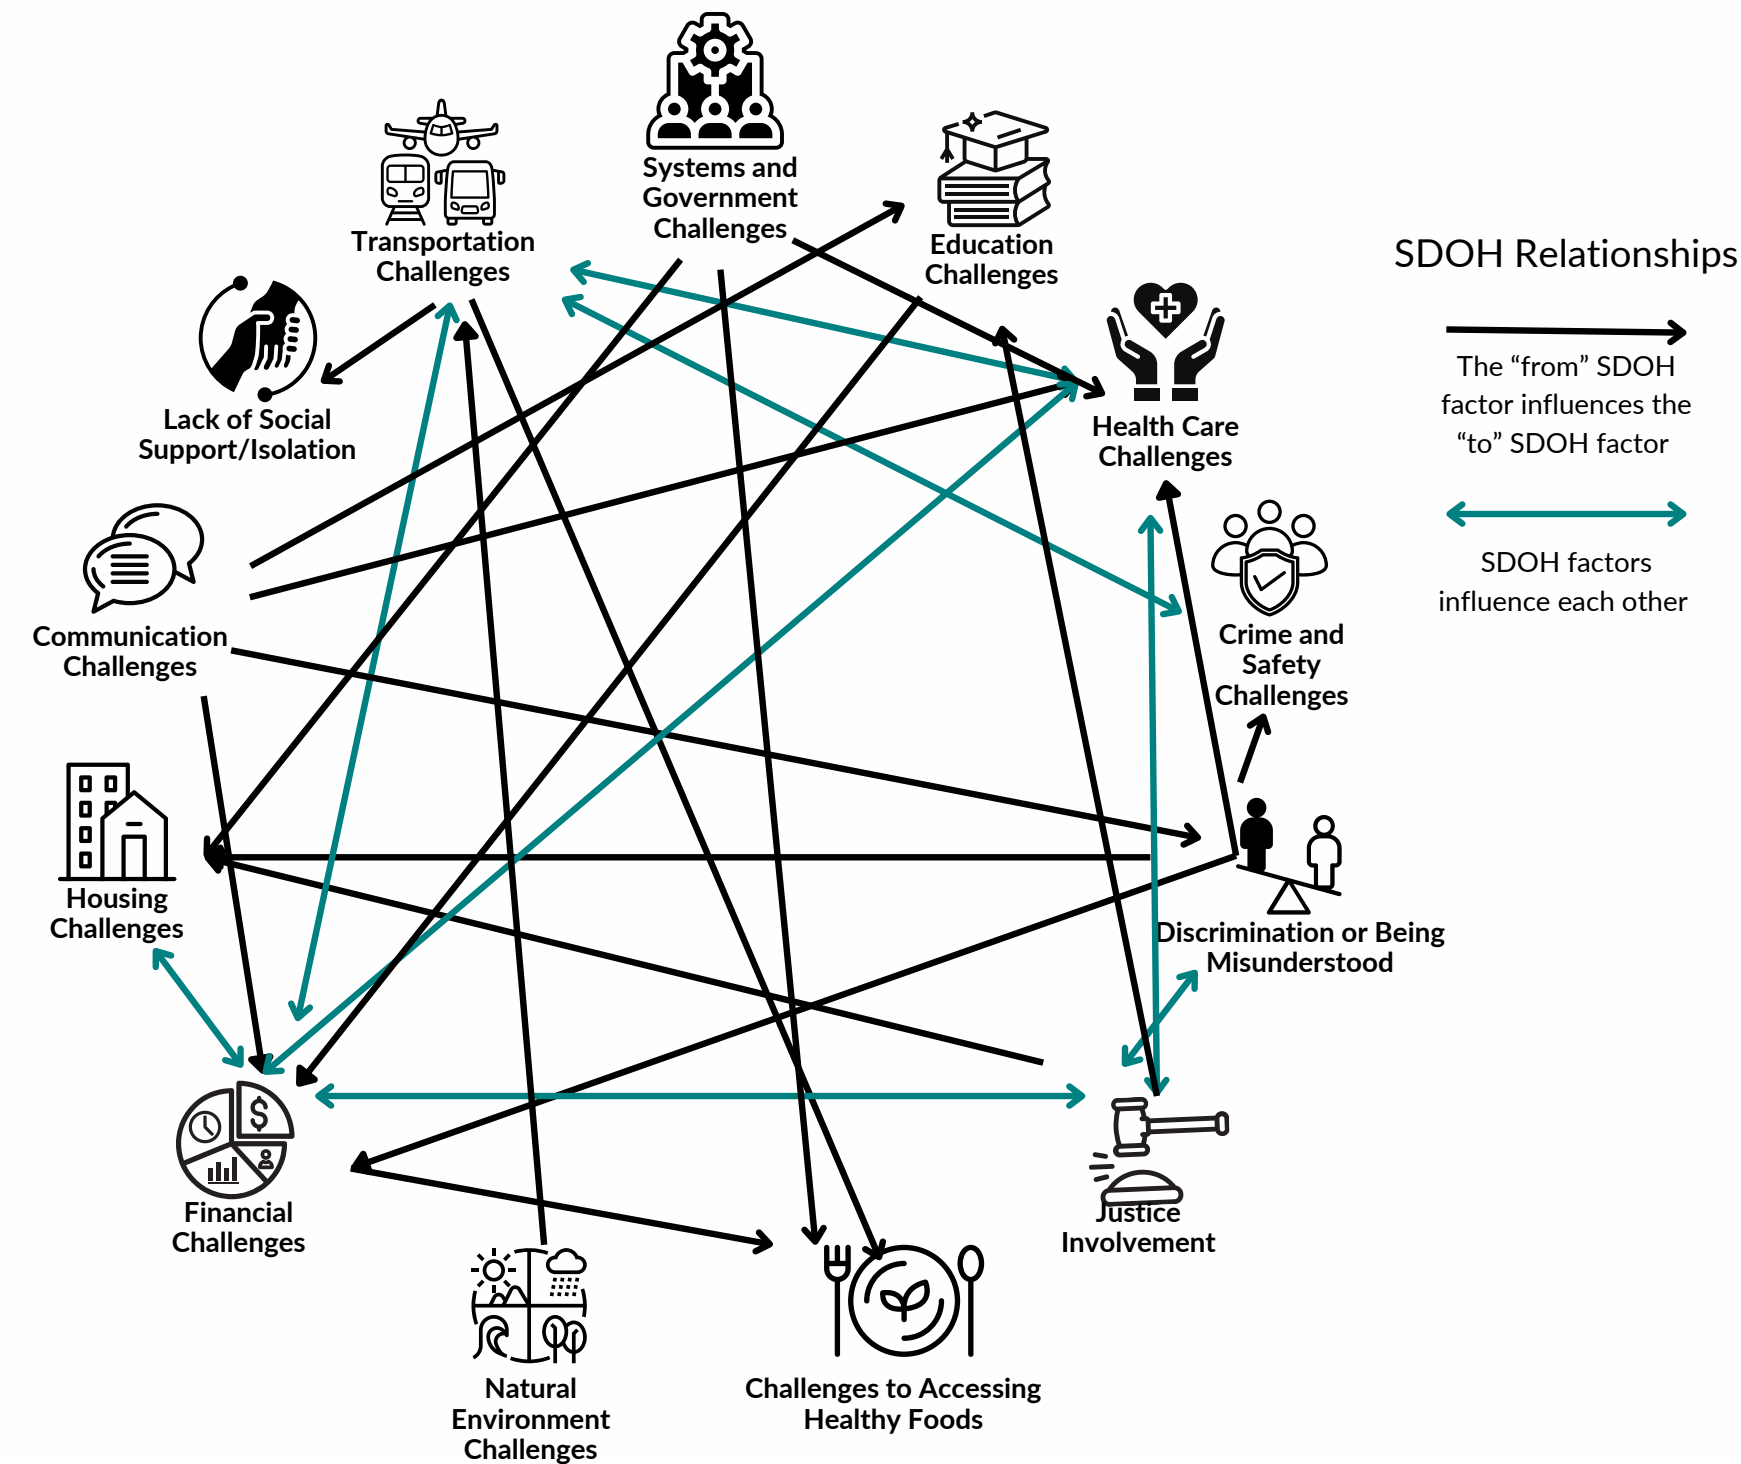 Systems and
Government
Challenges
Transportation
Challenges
Education
Challenges
SDOH Relationships
The “from” SDOH
factor influences the
“to” SDOH factor
SDOH factors
influence each other
Lack of Social
Support/Isolation
Health Care
Challenges
Communication
Challenges
Crime and
Safety
Challenges
Housing
Challenges
Discrimination or Being
Misunderstood
$
Financial
Challenges
Justice
Involvement
Natural
Environment
Challenges
Challenges to Accessing
Healthy Foods